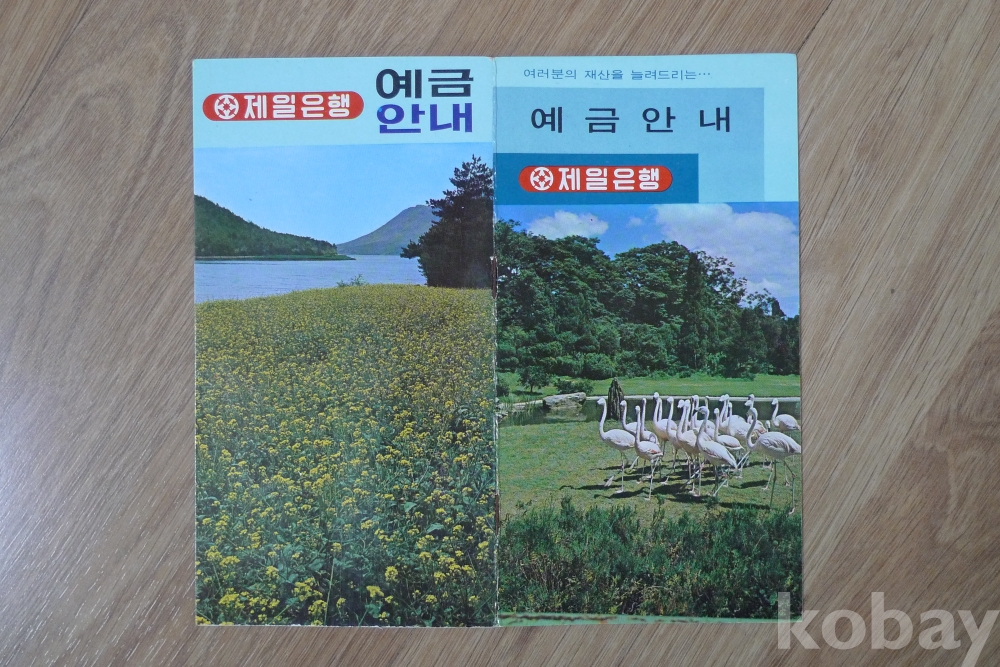 제일은행
예금
안내
여러분의 재산을 늘려드리는…
예금안내
제일은행
kobay